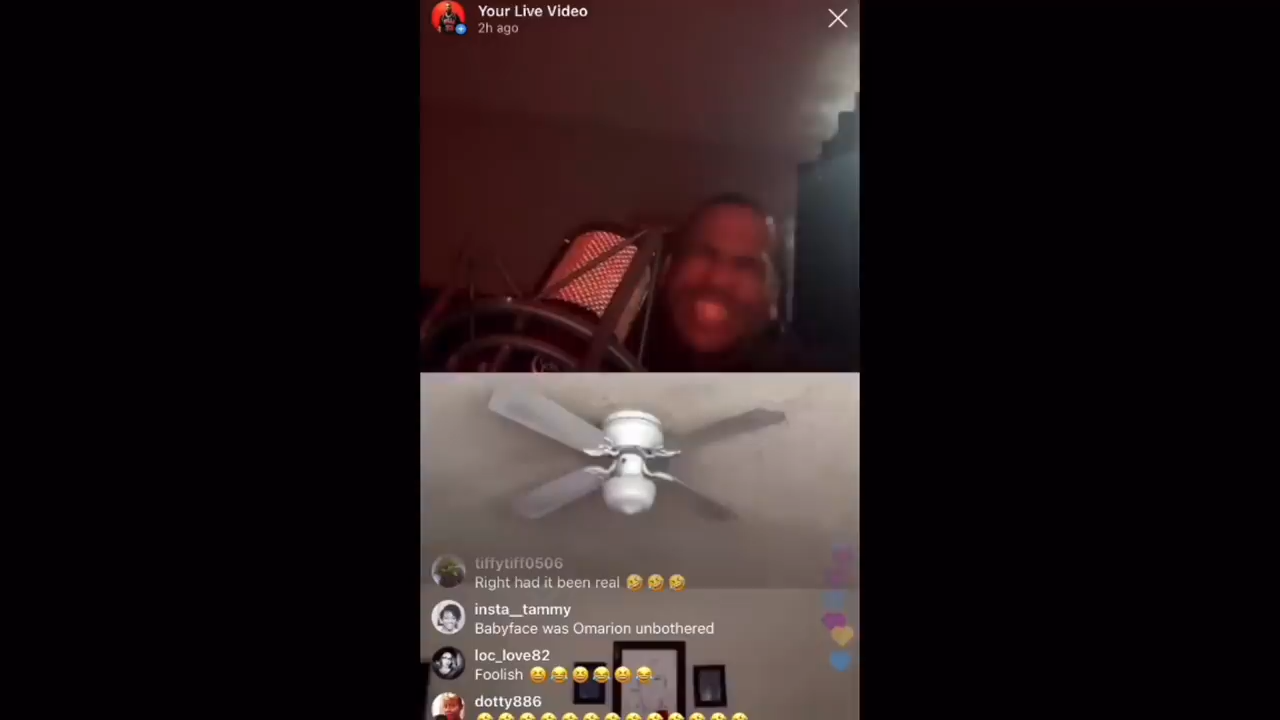 Your Live Video
2h ago
tiffytiff0506
Right had it been real 🤣🤣🤣
insta__tammy
Babyface was Omarion unbothered
loc_love82
Foolish 😆😂😆😂😆😂
dotty886